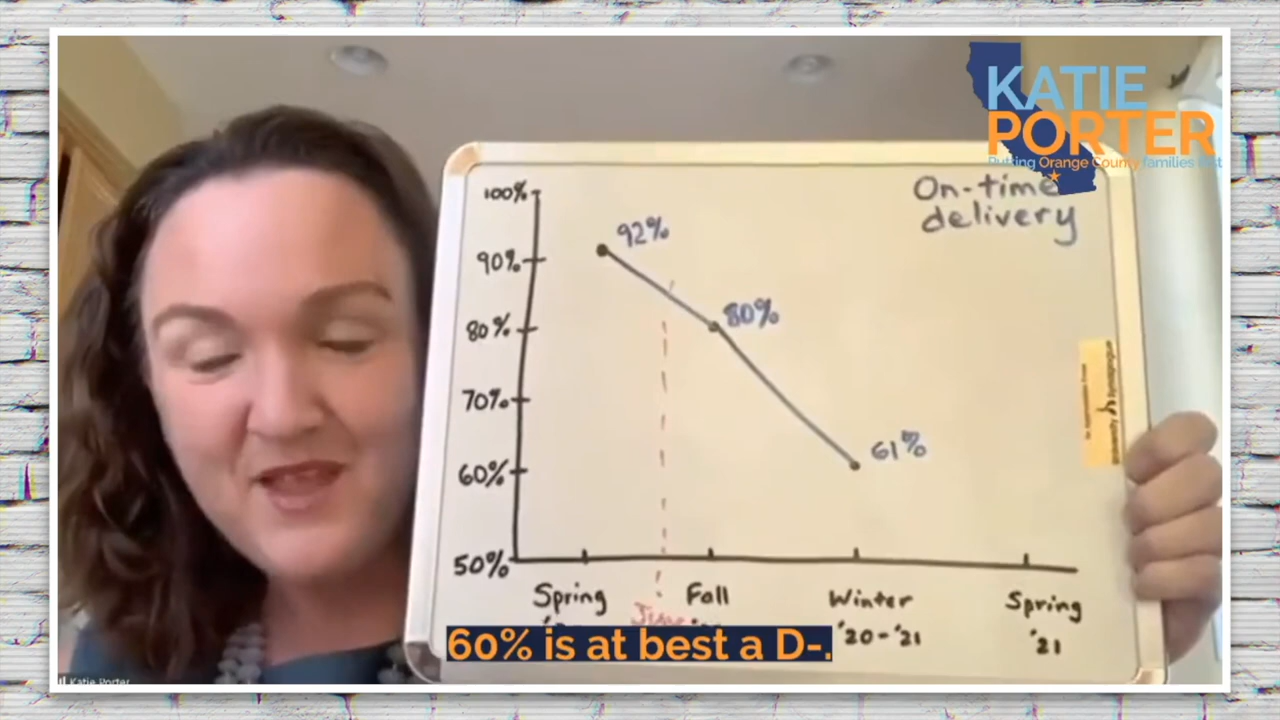 KATIE
PORTER
Putting Orange County families first
On-time
delivery
100%
90%
80%
70%
60%
50%
92%
80%
61%
Spring
Fall
Winter
'20-'21
Spring
'21
60% is at best a D-.
Katie Porter